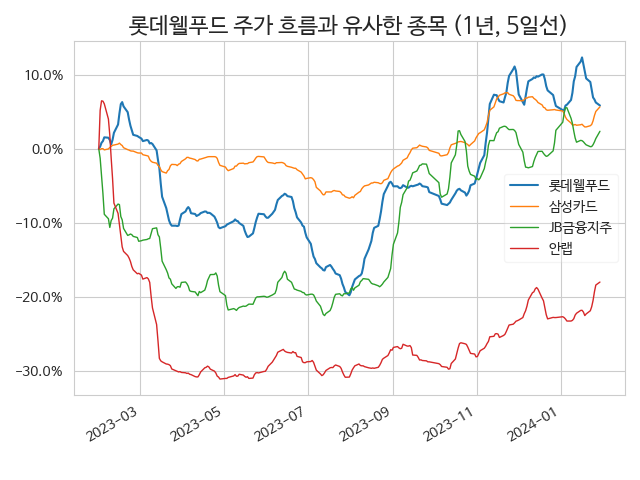 롯데웰푸드 주가 흐름과 유사한 종목 (1년, 5일선)
10.0%
0.0%
−10.0%
−20.0%
−30.0%
롯데웰푸드
삼성카드
JB금융지주
안랩
2023-03
2023-05
2023-07
2023-09
2023-11
2024-01